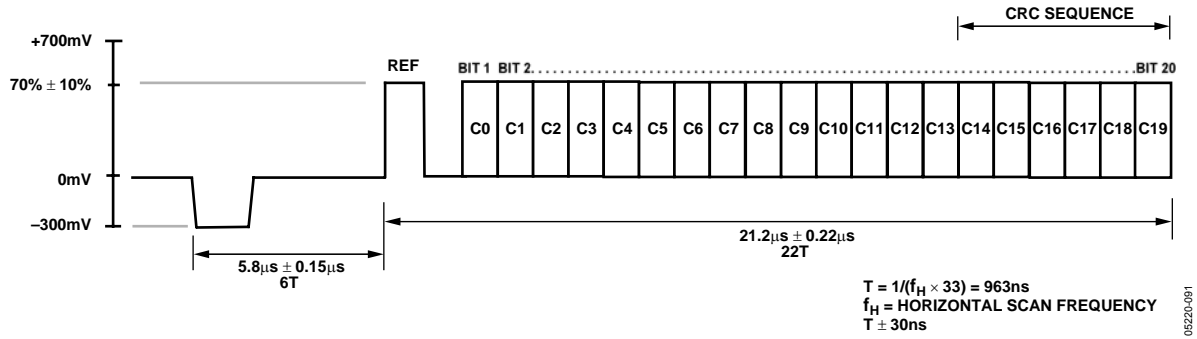 CRC SEQUENCE
+700mV
70% ± 10%
REF
BIT 1 BIT 2 BIT 20
C0 C1 C2 C3 C4 C5 C6 C7 C8 C9 C10 C11 C12 C13 C14 C15 C16 C17 C18 C19
0mV
–300mV
21.2μs ± 0.22μs
22T
5.8μs ± 0.15μs
6T
T = 1/(fH × 33) = 963ns
fH = HORIZONTAL SCAN FREQUENCY
T ± 30ns
05220-091